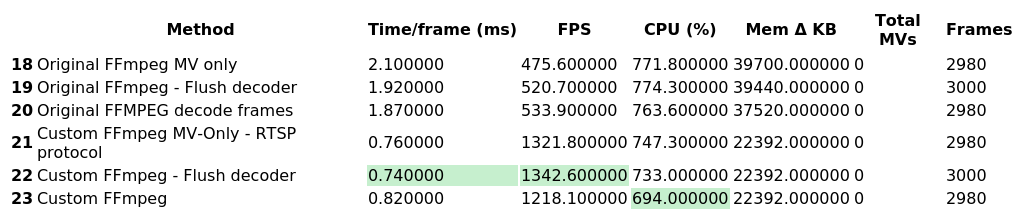 Method Time/frame (ms) FPS CPU (%) Mem Δ KB Total MVs Frames
18 Original FFmpeg MV only 2.100000 475.600000 771.800000 39700.000000 0 2980
19 Original FFmpeg - Flush decoder 1.920000 520.700000 774.300000 39440.000000 0 3000
20 Original FFMPEG decode frames 1.870000 533.900000 763.600000 37520.000000 0 2980
21 Custom FFmpeg MV-Only - RTSP protocol 0.760000 1321.800000 747.300000 22392.000000 0 2980
22 Custom FFmpeg - Flush decoder 0.740000 1342.600000 733.000000 22392.000000 0 3000
23 Custom FFmpeg 0.820000 1218.100000 694.000000 22392.000000 0 2980